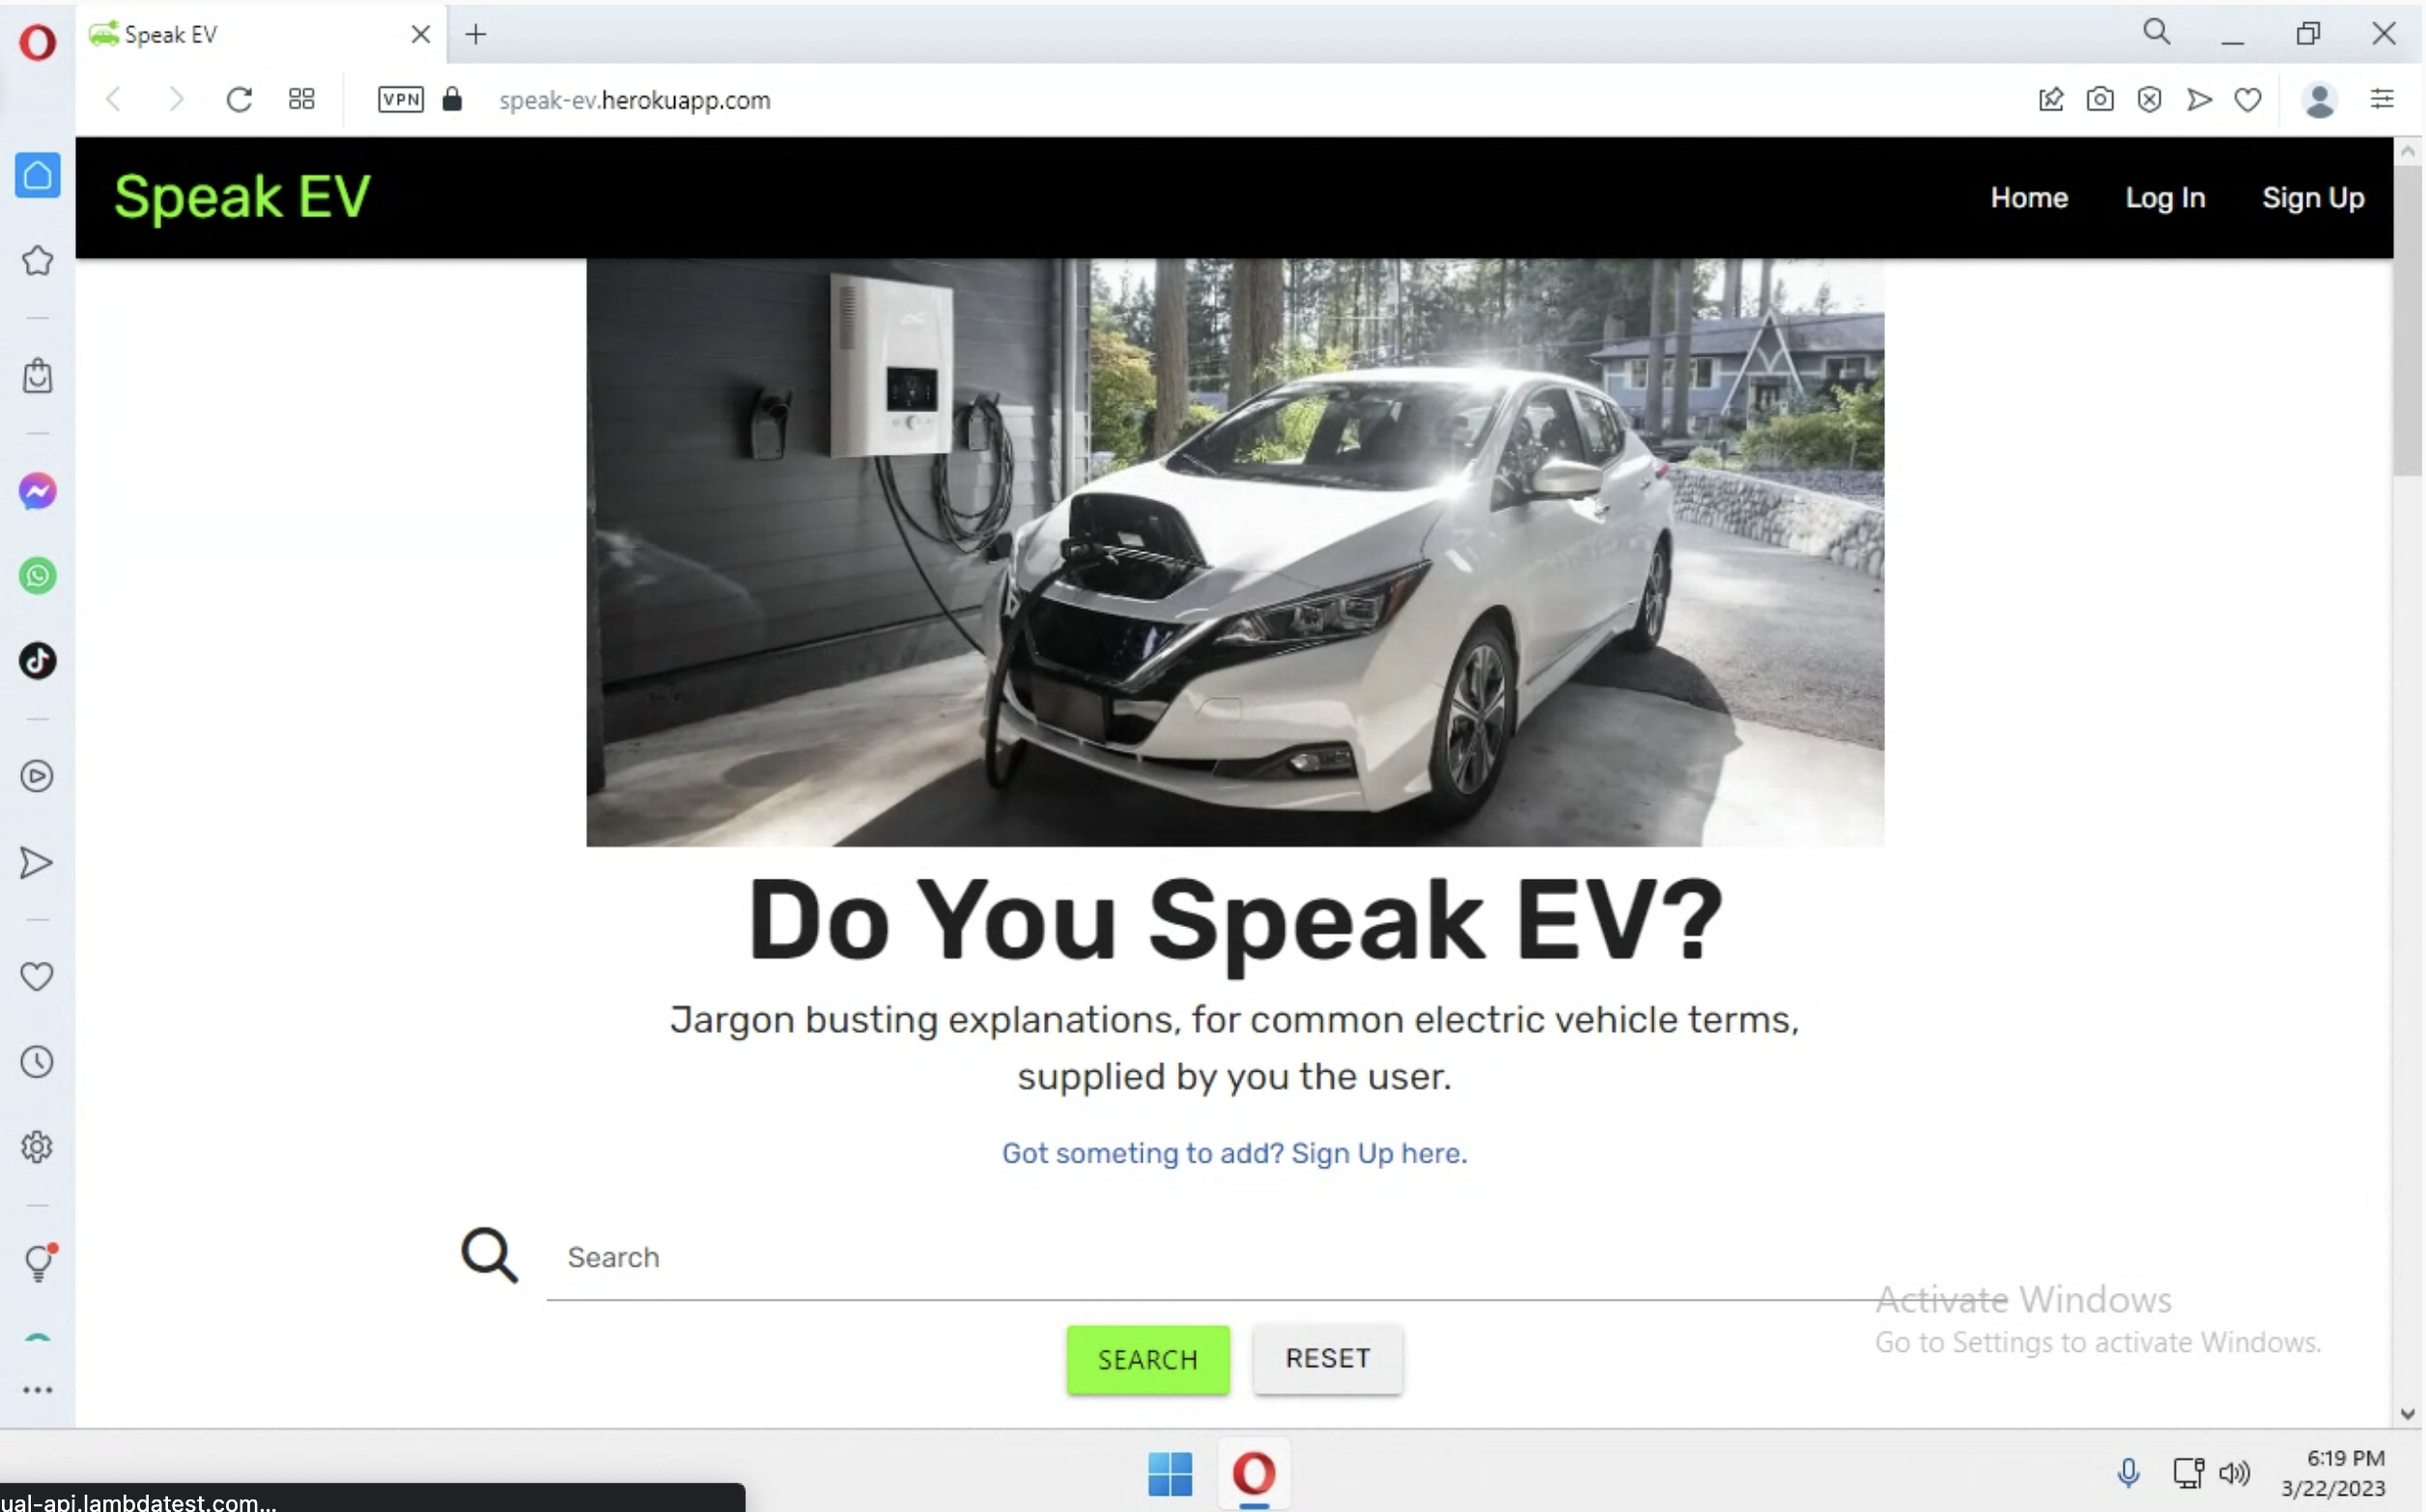 Speak EV
VPN
speak-ev.herokuapp.com
Speak EV
Home
Log In
Sign Up
Do You Speak EV?
Jargon busting explanations, for common electric vehicle terms,
supplied by you the user.
Got someting to add? Sign Up here.
Search
SEARCH
RESET
Activate Windows
Go to Settings to activate Windows.
6:19 PM
3/22/2023
ual-api.lambdatest.com...